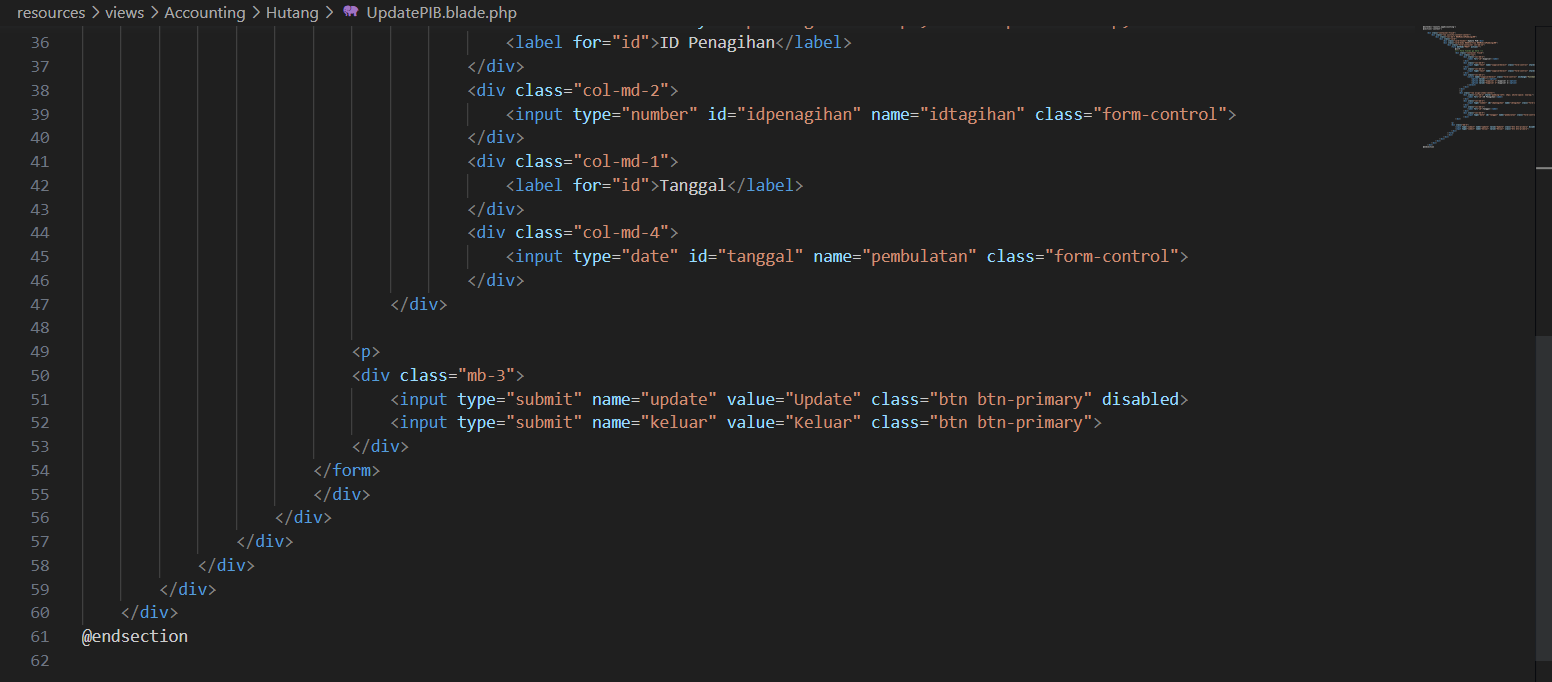 resources > views > Accounting > Hutang > UpdatePIB.blade.php
36 <label for="id">ID Penagihan</label>
37 </div>
38 <div class="col-md-2">
39 <input type="number" id="idpenagihan" name="idtagihan" class="form-control">
40 </div>
41 <div class="col-md-1">
42 <label for="id">Tanggal</label>
43 </div>
44 <div class="col-md-4">
45 <input type="date" id="tanggal" name="pembulatan" class="form-control">
46 </div>
47 </div>
48
49 <p>
50 <div class="mb-3">
51 <input type="submit" name="update" value="Update" class="btn btn-primary" disabled>
52 <input type="submit" name="keluar" value="Keluar" class="btn btn-primary">
53 </div>
54 </form>
55 </div>
56 </div>
57 </div>
58 </div>
59 </div>
60 </div>
61 @endsection
62